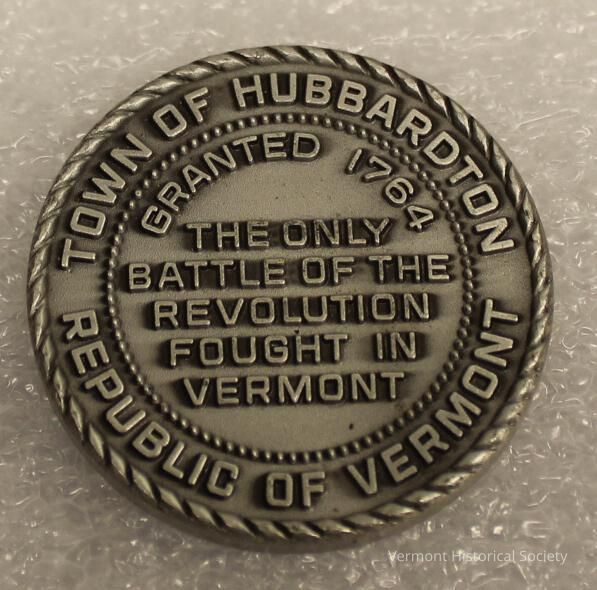 TOWN OF HUBBARDTON
GRANTED 1764
THE ONLY
BATTLE OF THE
REVOLUTION
FOUGHT IN
VERMONT
REPUBLIC OF VERMONT
Vermont Historical Society